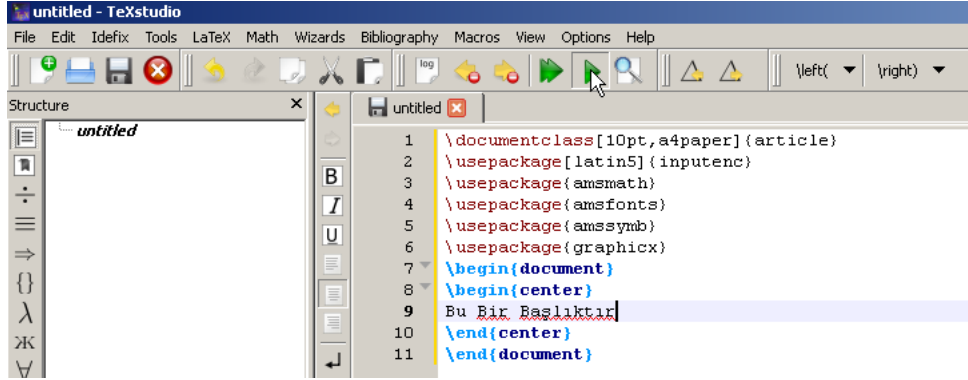 untitled - TeXstudio
File Edit Idefix Tools LaTeX Math Wizards Bibliography Macros View Options Help
log \left( \right)
Structure
untitled
untitled
B
I
U
{}
λ
Ж
∀
1 \documentclass[10pt,a4paper]{article}
2 \usepackage[latin5]{inputenc}
3 \usepackage{amsmath}
4 \usepackage{amsfonts}
5 \usepackage{amssymb}
6 \usepackage{graphicx}
7 \begin{document}
8 \begin{center}
9 Bu Bir Başlıktır
10 \end{center}
11 \end{document}